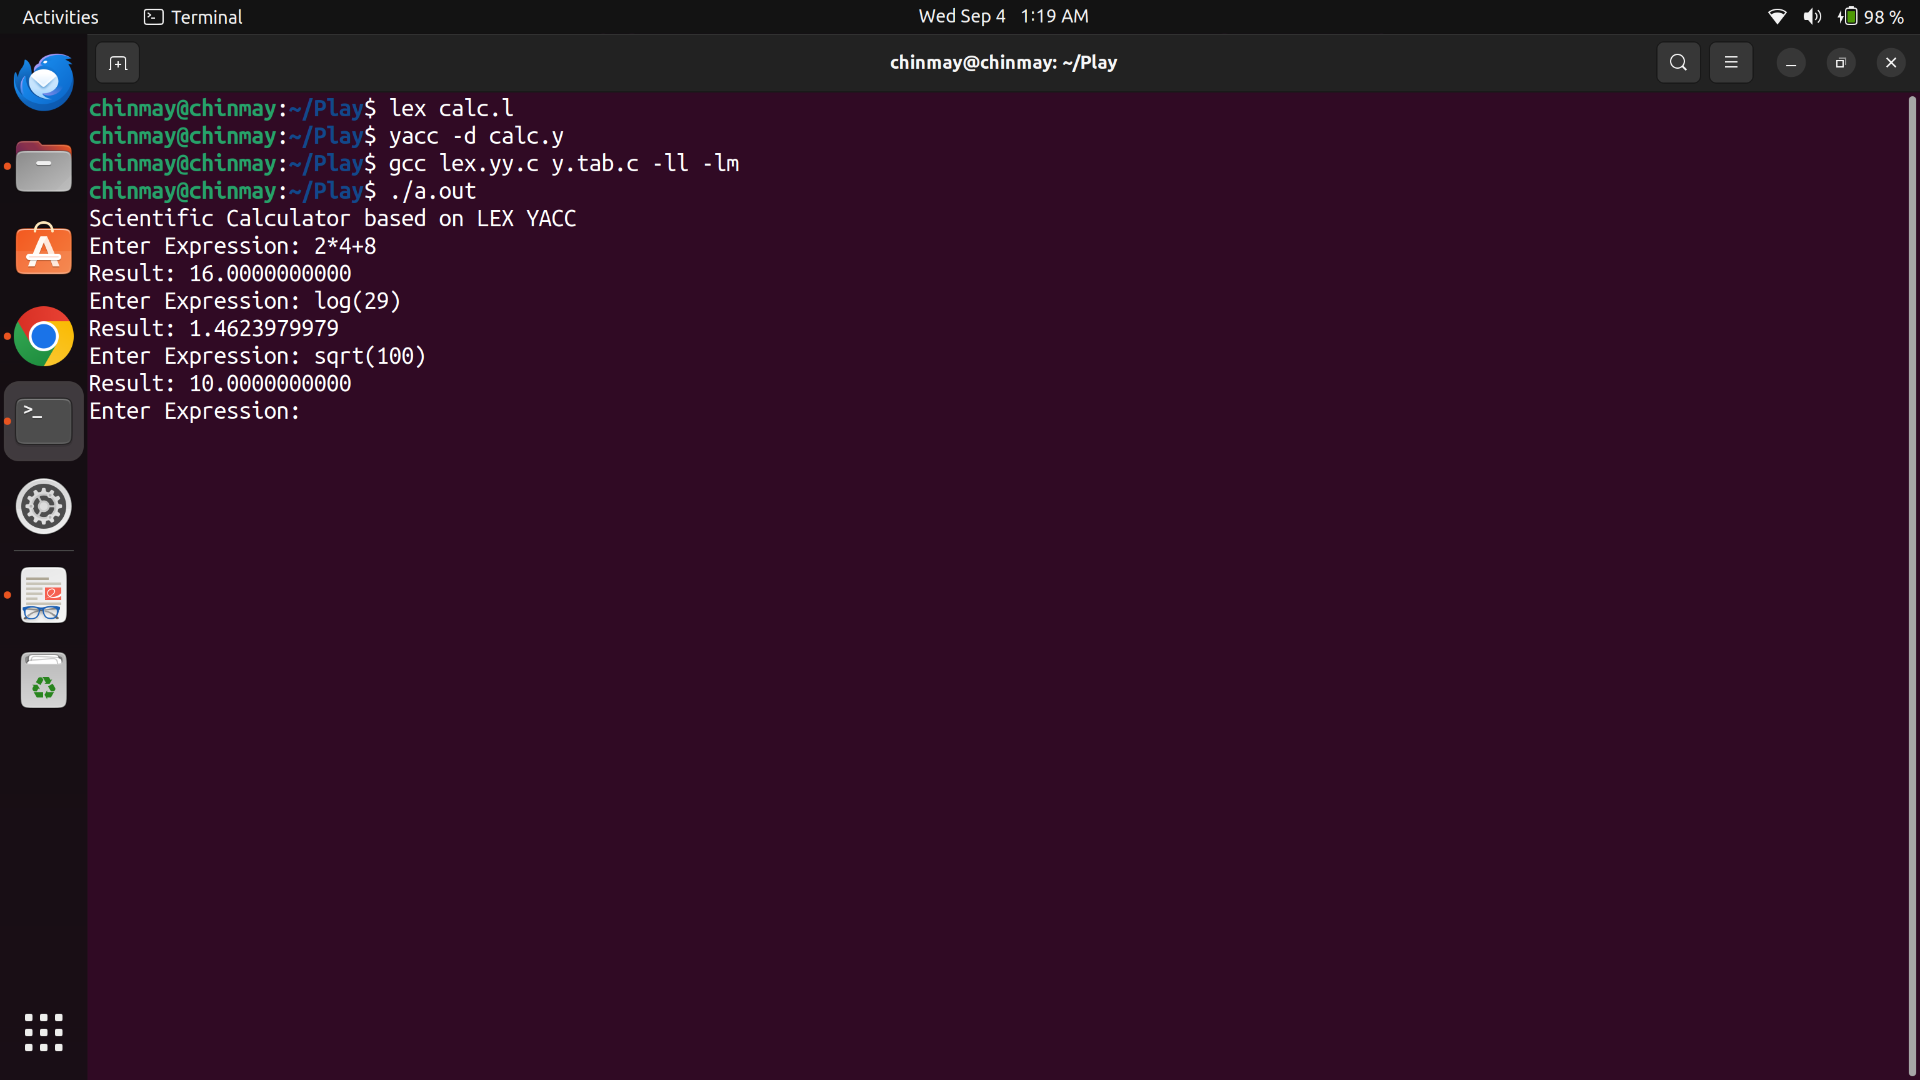 Activities Terminal Wed Sep 4 1:19 AM 98 %
chinmay@chinmay: ~/Play
chinmay@chinmay:~/Play$ lex calc.l
chinmay@chinmay:~/Play$ yacc -d calc.y
chinmay@chinmay:~/Play$ gcc lex.yy.c y.tab.c -ll -lm
chinmay@chinmay:~/Play$ ./a.out
Scientific Calculator based on LEX YACC
Enter Expression: 2*4+8
Result: 16.0000000000
Enter Expression: log(29)
Result: 1.4623979979
Enter Expression: sqrt(100)
Result: 10.0000000000
Enter Expression: